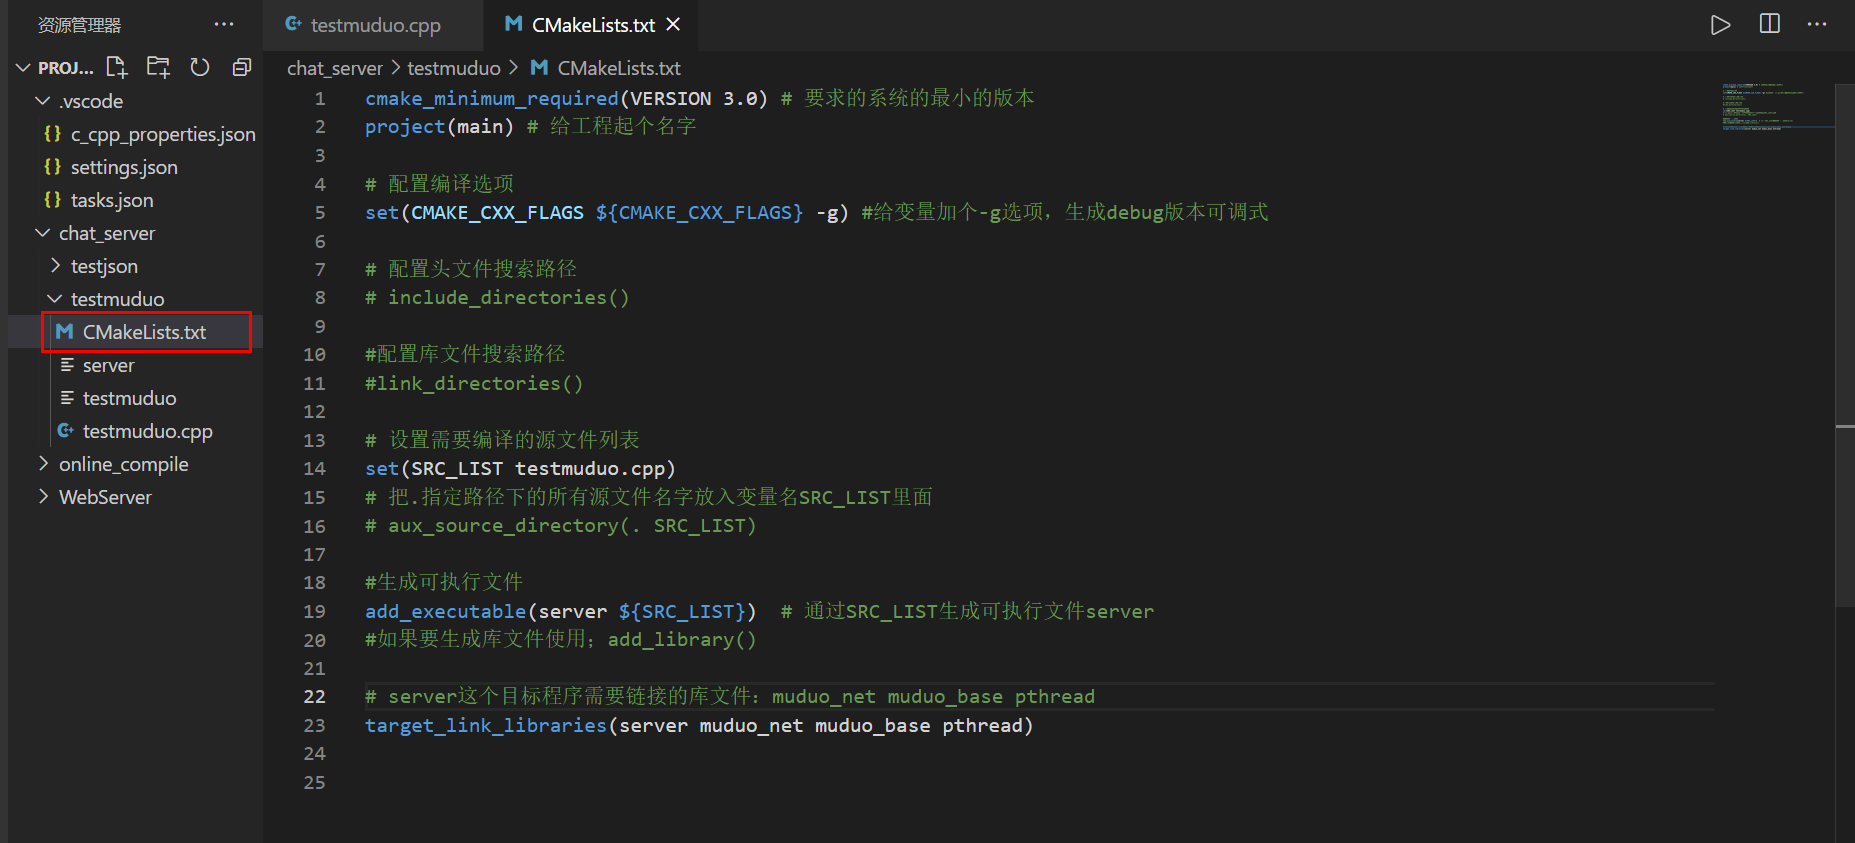 资源管理器 ···
PROJ...
.vscode
{} c_cpp_properties.json
{} settings.json
{} tasks.json
chat_server
testjson
testmuduo
CMakeLists.txt
server
testmuduo
testmuduo.cpp
online_compile
WebServer
testmuduo.cpp
CMakeLists.txt
chat_server > testmuduo > CMakeLists.txt
1 cmake_minimum_required(VERSION 3.0) # 要求的系统的最小的版本
2 project(main) # 给工程起个名字
3
4 # 配置编译选项
5 set(CMAKE_CXX_FLAGS ${CMAKE_CXX_FLAGS} -g) #给变量加个-g选项，生成debug版本可调式
6
7 # 配置头文件搜索路径
8 # include_directories()
9
10 #配置库文件搜索路径
11 #link_directories()
12
13 # 设置需要编译的源文件列表
14 set(SRC_LIST testmuduo.cpp)
15 # 把.指定路径下的所有源文件名字放入变量名SRC_LIST里面
16 # aux_source_directory(. SRC_LIST)
17
18 #生成可执行文件
19 add_executable(server ${SRC_LIST}) # 通过SRC_LIST生成可执行文件server
20 #如果要生成库文件使用；add_library()
21
22 # server这个目标程序需要链接的库文件：muduo_net muduo_base pthread
23 target_link_libraries(server muduo_net muduo_base pthread)
24
25